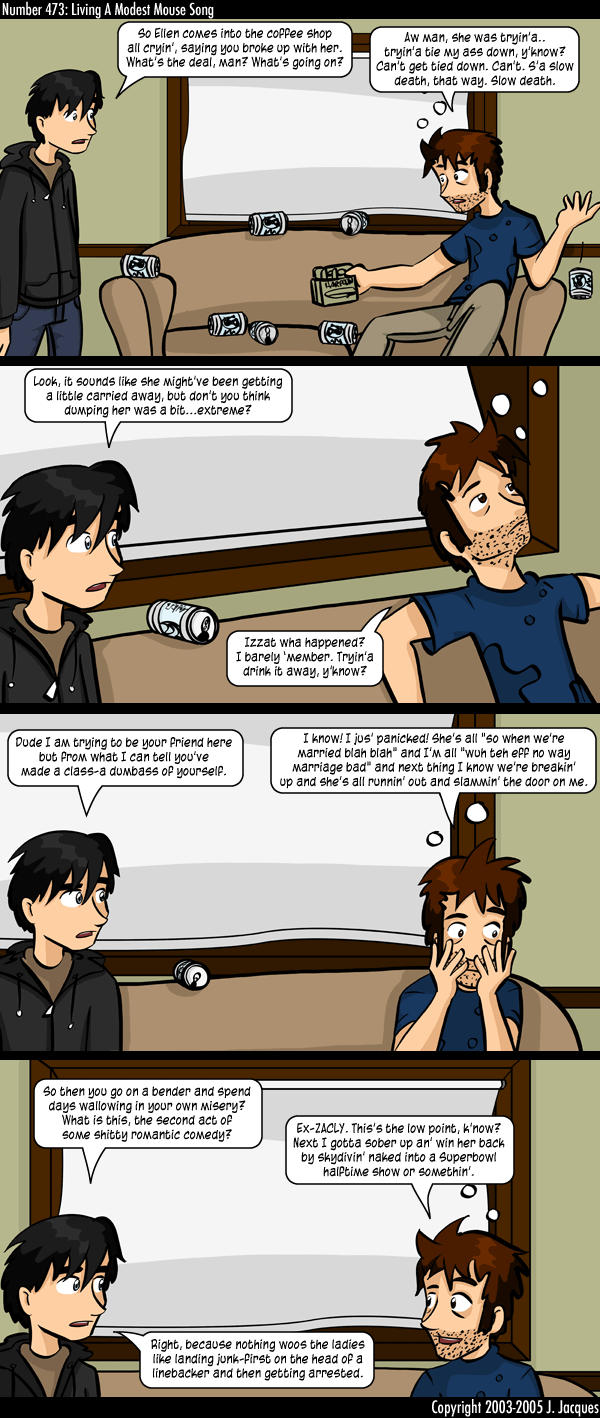 Number 473: Living A Modest Mouse Song
So Ellen comes into the coffee shop
all cryin', saying you broke up with her.
What's the deal, man? What's going on?
Aw man, she was tryin'a..
tryin'a tie my ass down, y'know?
Can't get tied down. Can't. S'a slow
death, that way. Slow death.
Look, it sounds like she might've been getting
a little carried away, but don't you think
dumping her was a bit...extreme?
Izzat wha happened?
I barely 'member. Tryin'a
drink it away, y'know?
Dude I am trying to be your friend here
but from what I can tell you've
made a class-a dumbass of yourself.
I know! I jus' panicked! She's all "so when we're
married blah blah" and I'm all "wuh teh eff no way
marriage bad" and next thing I know we're breakin'
up and she's all runnin' out and slammin' the door on me.
So then you go on a bender and spend
days wallowing in your own misery?
What is this, the second act of
some shitty romantic comedy?
Ex-ZACLY. This's the low point, k'now?
Next I gotta sober up an' win her back
by skydivin' naked into a Superbowl
halftime show or somethin'.
Right, because nothing woos the ladies
like landing junk-first on the head of a
linebacker and then getting arrested.
Copyright 2003-2005 J. Jacques